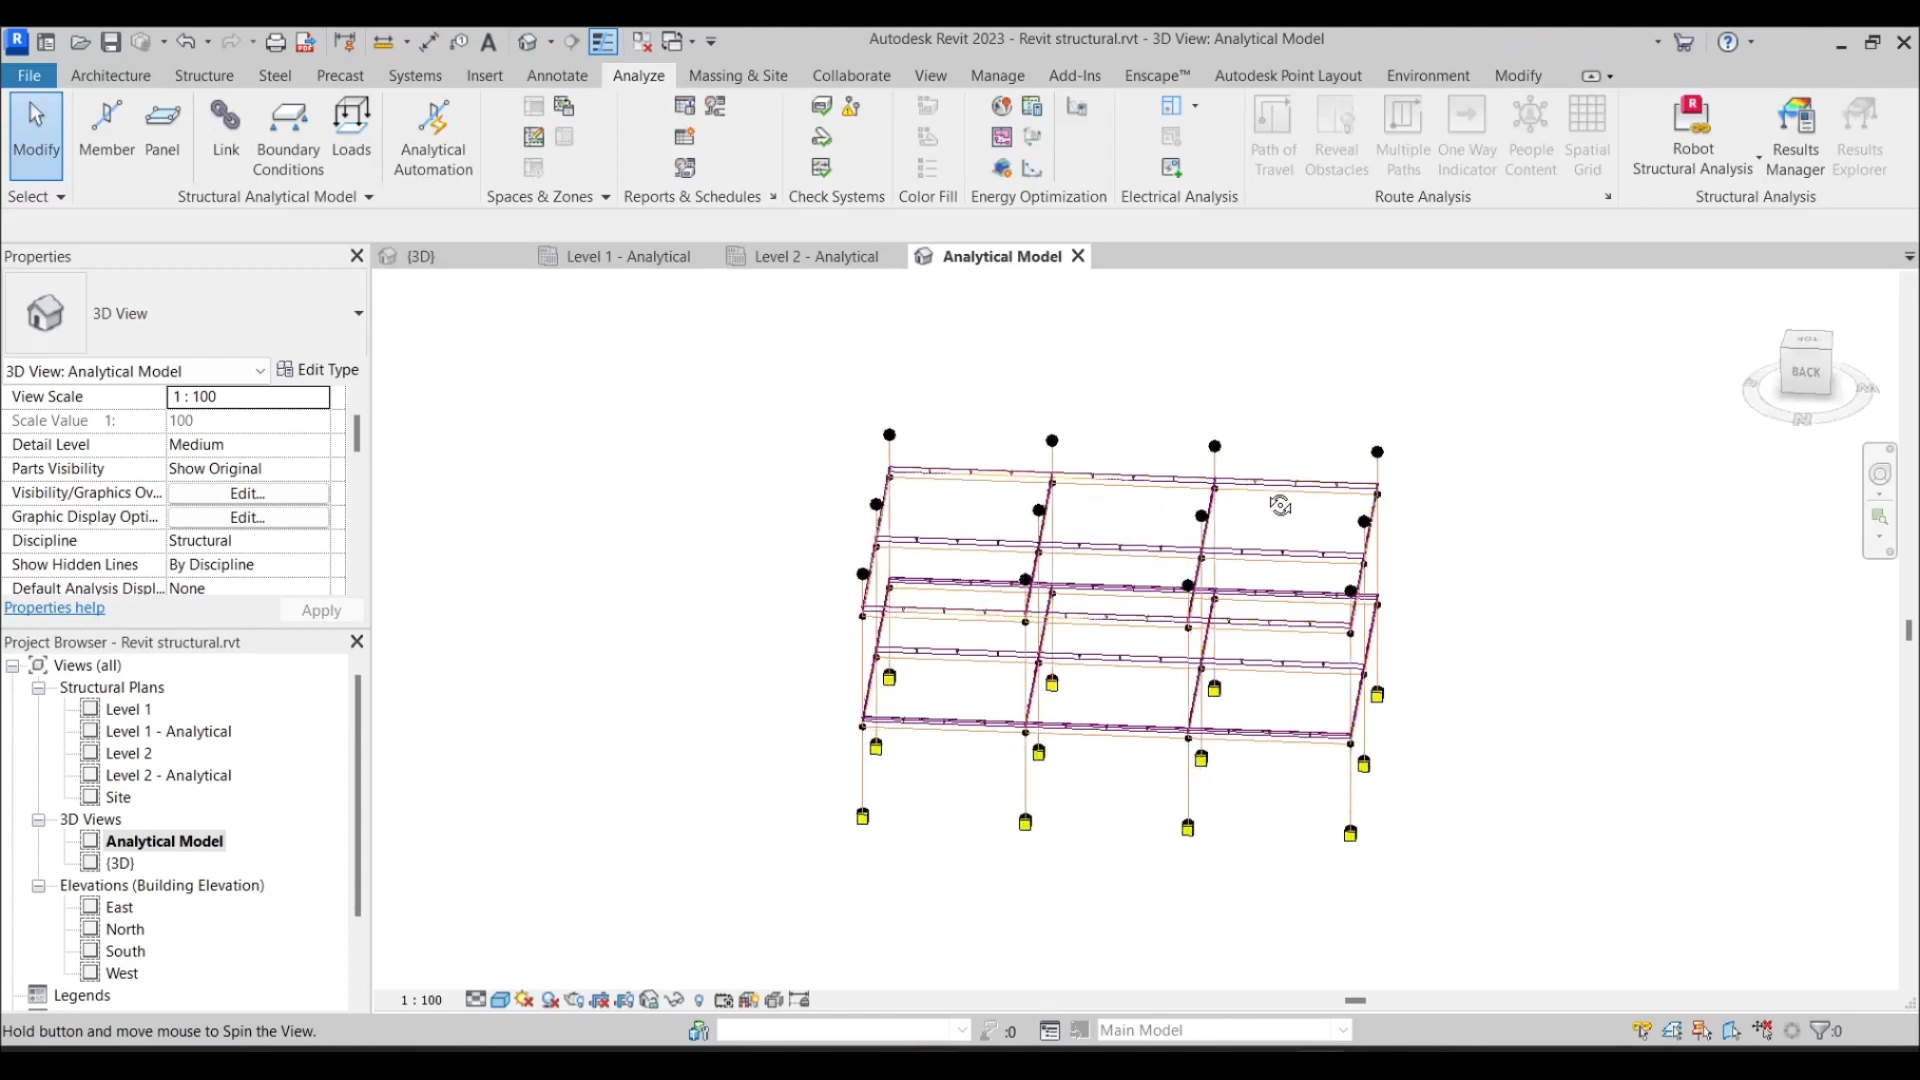 R
Autodesk Revit 2023 - Revit structural.rvt - 3D View: Analytical Model
File Architecture Structure Steel Precast Systems Insert Annotate Analyze Massing & Site Collaborate View Manage Add-Ins Enscape™ Autodesk Point Layout Environment Modify
Modify Member Panel Link Boundary Conditions Loads Analytical Automation
Path of Travel Reveal Obstacles Multiple Paths One Way Indicator People Content Spatial Grid
Robot Structural Analysis Results Manager Results Explorer
Select Structural Analytical Model Spaces & Zones Reports & Schedules Check Systems Color Fill Energy Optimization Electrical Analysis Route Analysis Structural Analysis
Properties
{3D} Level 1 - Analytical Level 2 - Analytical Analytical Model
3D View
3D View: Analytical Model Edit Type
View Scale 1 : 100
Scale Value 1: 100
Detail Level Medium
Parts Visibility Show Original
Visibility/Graphics Ov... Edit...
Graphic Display Opti... Edit...
Discipline Structural
Show Hidden Lines By Discipline
Default Analysis Displ... None
Properties help Apply
Project Browser - Revit structural.rvt
Views (all)
Structural Plans
Level 1
Level 1 - Analytical
Level 2
Level 2 - Analytical
Site
3D Views
Analytical Model
{3D}
Elevations (Building Elevation)
East
North
South
West
Legends
TOP
BACK
N
1 : 100
Hold button and move mouse to Spin the View.
:0
Main Model
:0